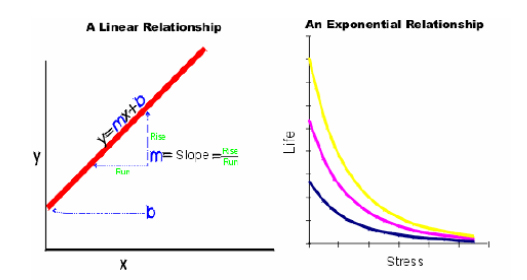 A Linear Relationship
y=mx+b
Rise
m= Slope = Rise/Run
Run
b
y
x
An Exponential Relationship
Life
Stress